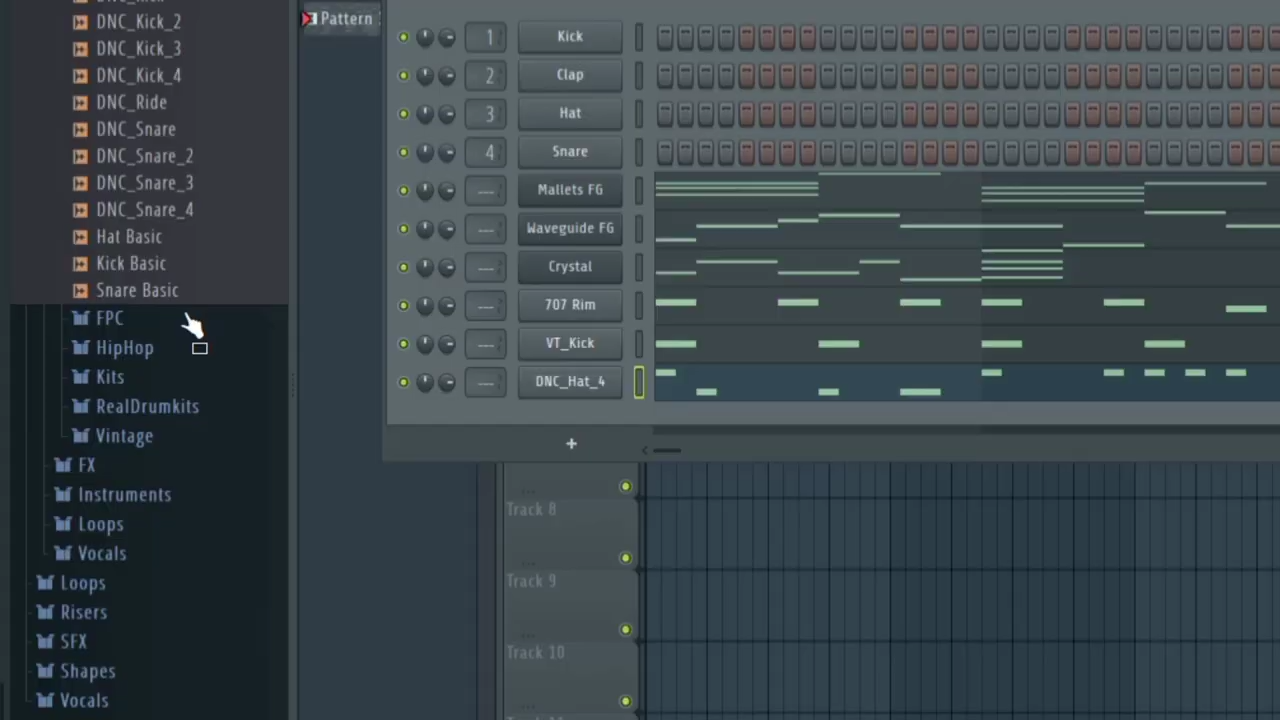 DNC_Kick_2
DNC_Kick_3
DNC_Kick_4
DNC_Ride
DNC_Snare
DNC_Snare_2
DNC_Snare_3
DNC_Snare_4
Hat Basic
Kick Basic
Snare Basic
FPC
HipHop
Kits
RealDrumkits
Vintage
FX
Instruments
Loops
Vocals
Loops
Risers
SFX
Shapes
Vocals
Pattern
1 Kick
2 Clap
3 Hat
4 Snare
--- Mallets FG
--- Waveguide FG
--- Crystal
--- 707 Rim
--- VT_Kick
--- DNC_Hat_4
+
Track 8
Track 9
Track 10